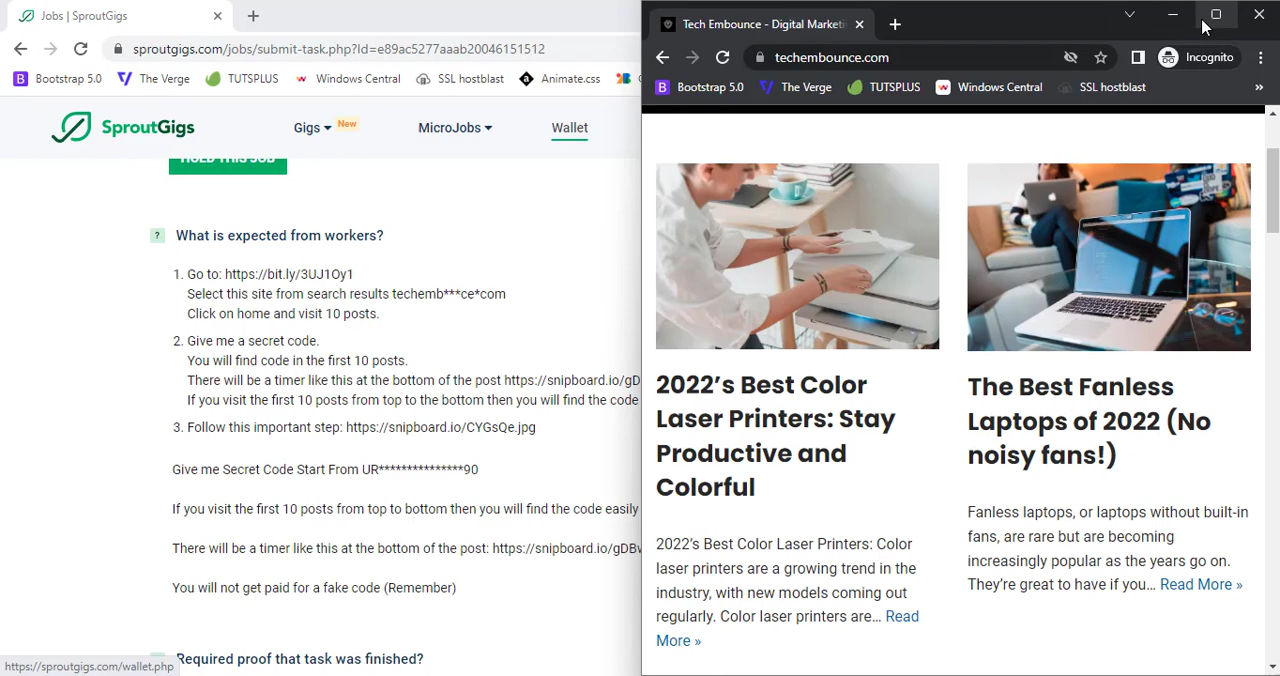 Jobs | SproutGigs
sproutgigs.com/jobs/submit-task.php?Id=e89ac5277aaab20046151512
Bootstrap 5.0 The Verge TUTSPLUS Windows Central SSL hostblast Animate.css
SproutGigs
Gigs New MicroJobs Wallet
HOLD THIS JOB
? What is expected from workers?
1. Go to: https://bit.ly/3UJ1Oy1
Select this site from search results techemb***ce*com
Click on home and visit 10 posts.
2. Give me a secret code.
You will find code in the first 10 posts.
There will be a timer like this at the bottom of the post https://snipboard.io/gD
If you visit the first 10 posts from top to the bottom then you will find the code
3. Follow this important step: https://snipboard.io/CYGsQe.jpg
Give me Secret Code Start From UR***************90
If you visit the first 10 posts from top to bottom then you will find the code easily
There will be a timer like this at the bottom of the post: https://snipboard.io/gDBw
You will not get paid for a fake code (Remember)
Required proof that task was finished?
https://sproutgigs.com/wallet.php
Tech Embounce - Digital Marketi
techembounce.com
Incognito
Bootstrap 5.0 The Verge TUTSPLUS Windows Central SSL hostblast »
2022’s Best Color
Laser Printers: Stay
Productive and
Colorful
2022’s Best Color Laser Printers: Color
laser printers are a growing trend in the
industry, with new models coming out
regularly. Color laser printers are... Read
More »
The Best Fanless
Laptops of 2022 (No
noisy fans!)
Fanless laptops, or laptops without built-in
fans, are rare but are becoming
increasingly popular as the years go on.
They’re great to have if you... Read More »